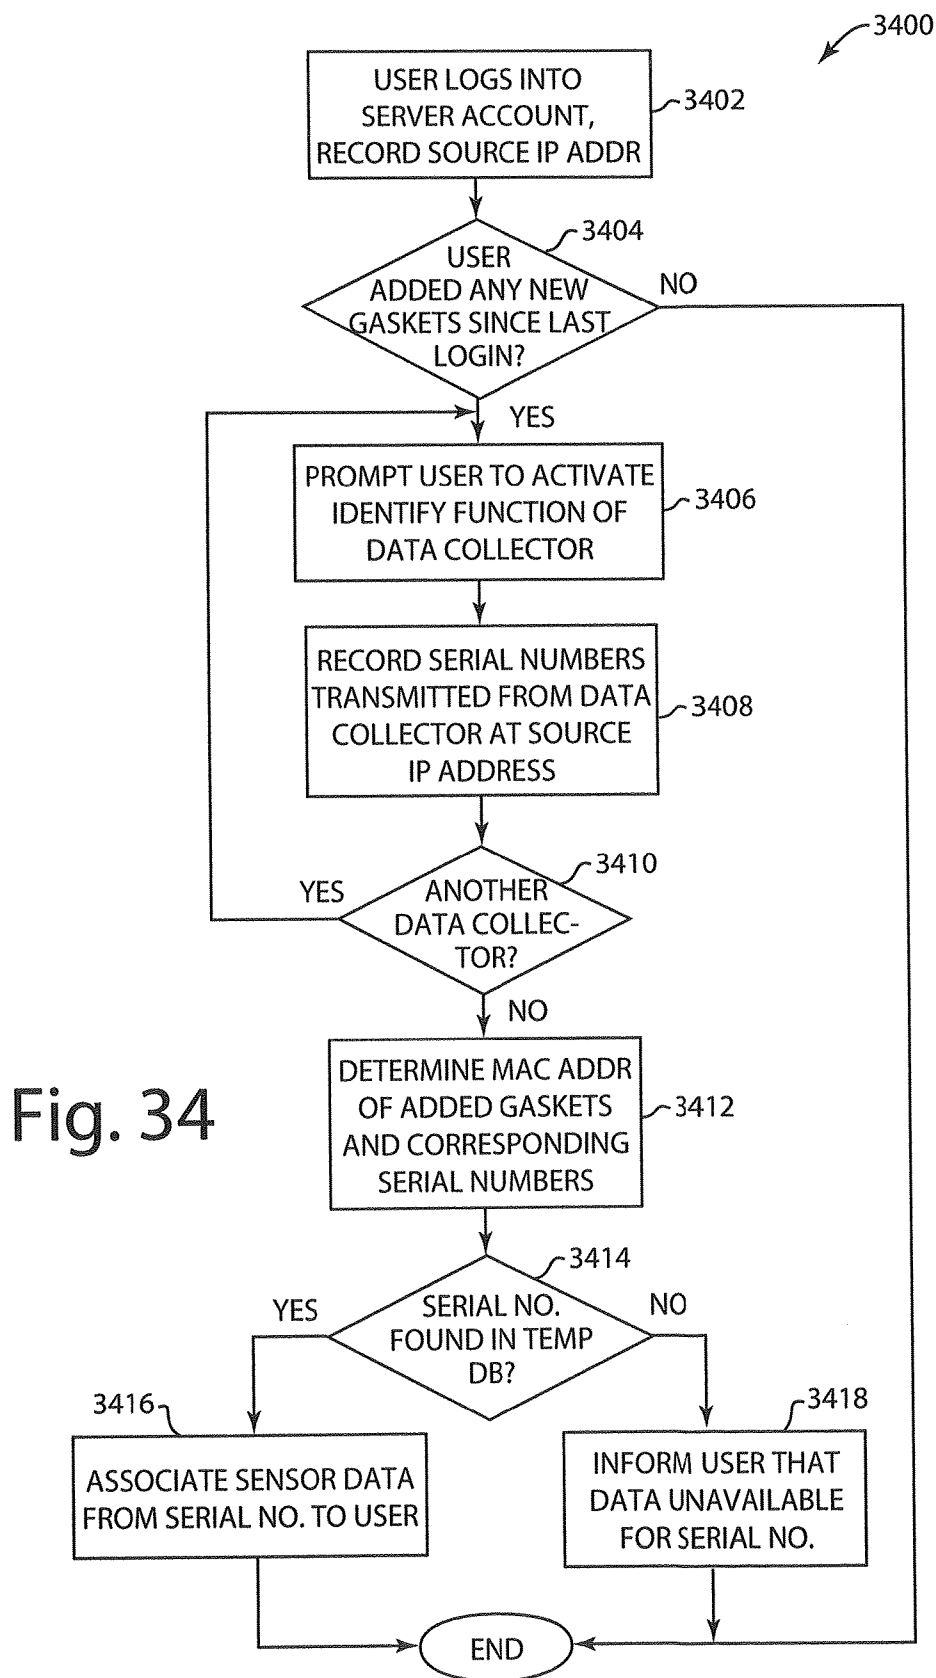 3400
USER LOGS INTO
SERVER ACCOUNT,
RECORD SOURCE IP ADDR
3402
3404
USER
ADDED ANY NEW
GASKETS SINCE LAST
LOGIN?
NO
YES
PROMPT USER TO ACTIVATE
IDENTIFY FUNCTION OF
DATA COLLECTOR
3406
RECORD SERIAL NUMBERS
TRANSMITTED FROM DATA
COLLECTOR AT SOURCE
IP ADDRESS
3408
3410
YES
ANOTHER
DATA COLLEC-
TOR?
NO
DETERMINE MAC ADDR
OF ADDED GASKETS
AND CORRESPONDING
SERIAL NUMBERS
3412
Fig. 34
3414
YES
SERIAL NO.
FOUND IN TEMP
DB?
NO
3416
ASSOCIATE SENSOR DATA
FROM SERIAL NO. TO USER
3418
INFORM USER THAT
DATA UNAVAILABLE
FOR SERIAL NO.
END